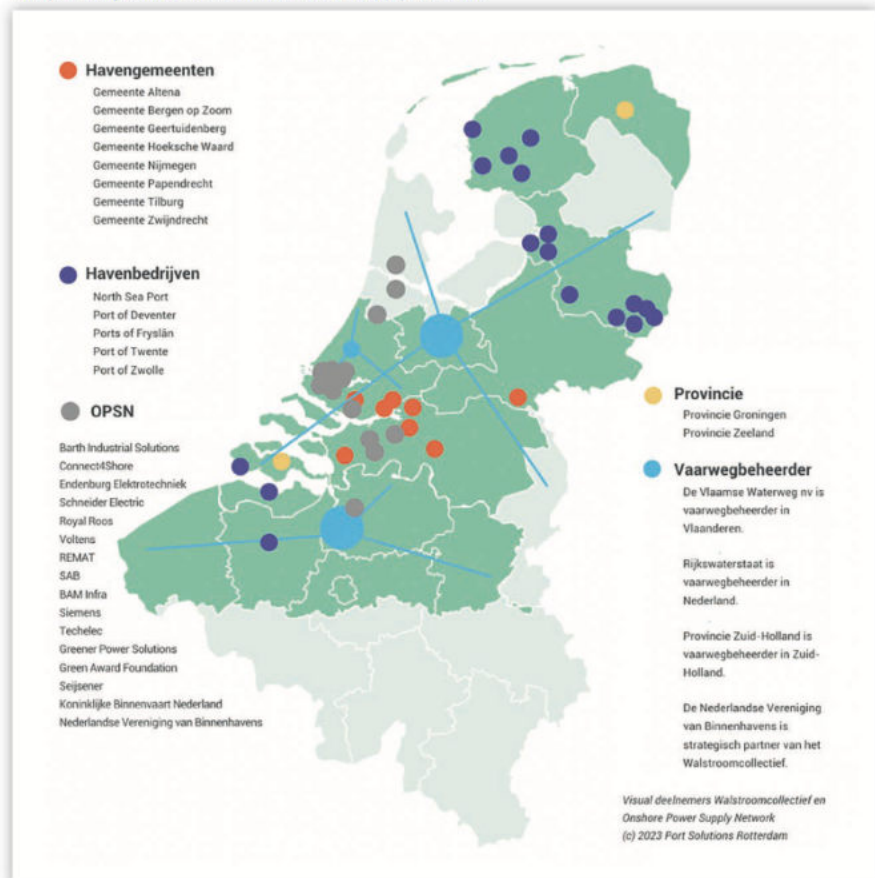 Havengemeenten
Gemeente Altena
Gemeente Bergen op Zoom
Gemeente Geertuidenberg
Gemeente Hoeksche Waard
Gemeente Nijmegen
Gemeente Papendrecht
Gemeente Tilburg
Gemeente Zwijndrecht
Havenbedrijven
North Sea Port
Port of Deventer
Ports of Fryslân
Port of Twente
Port of Zwolle
OPSN
Barth Industrial Solutions
Connect4Shore
Endenburg Elektrotechniek
Schneider Electric
Royal Roos
Voltens
REMAT
SAB
BAM Infra
Siemens
Techelec
Greener Power Solutions
Green Award Foundation
Seijsener
Koninklijke Binnenvaart Nederland
Nederlandse Vereniging van Binnenhavens
Provincie
Provincie Groningen
Provincie Zeeland
Vaarwegbeheerder
De Vlaamse Waterweg nv is
vaarwegbeheerder in
Vlaanderen.
Rijkswaterstaat is
vaarwegbeheerder in
Nederland.
Provincie Zuid-Holland is
vaarwegbeheerder in Zuid-
Holland.
De Nederlandse Vereniging
van Binnenhavens is
strategisch partner van het
Walstroomcollectief.
Visual deelnemers Walstroomcollectief en
Onshore Power Supply Network
(c) 2023 Port Solutions Rotterdam